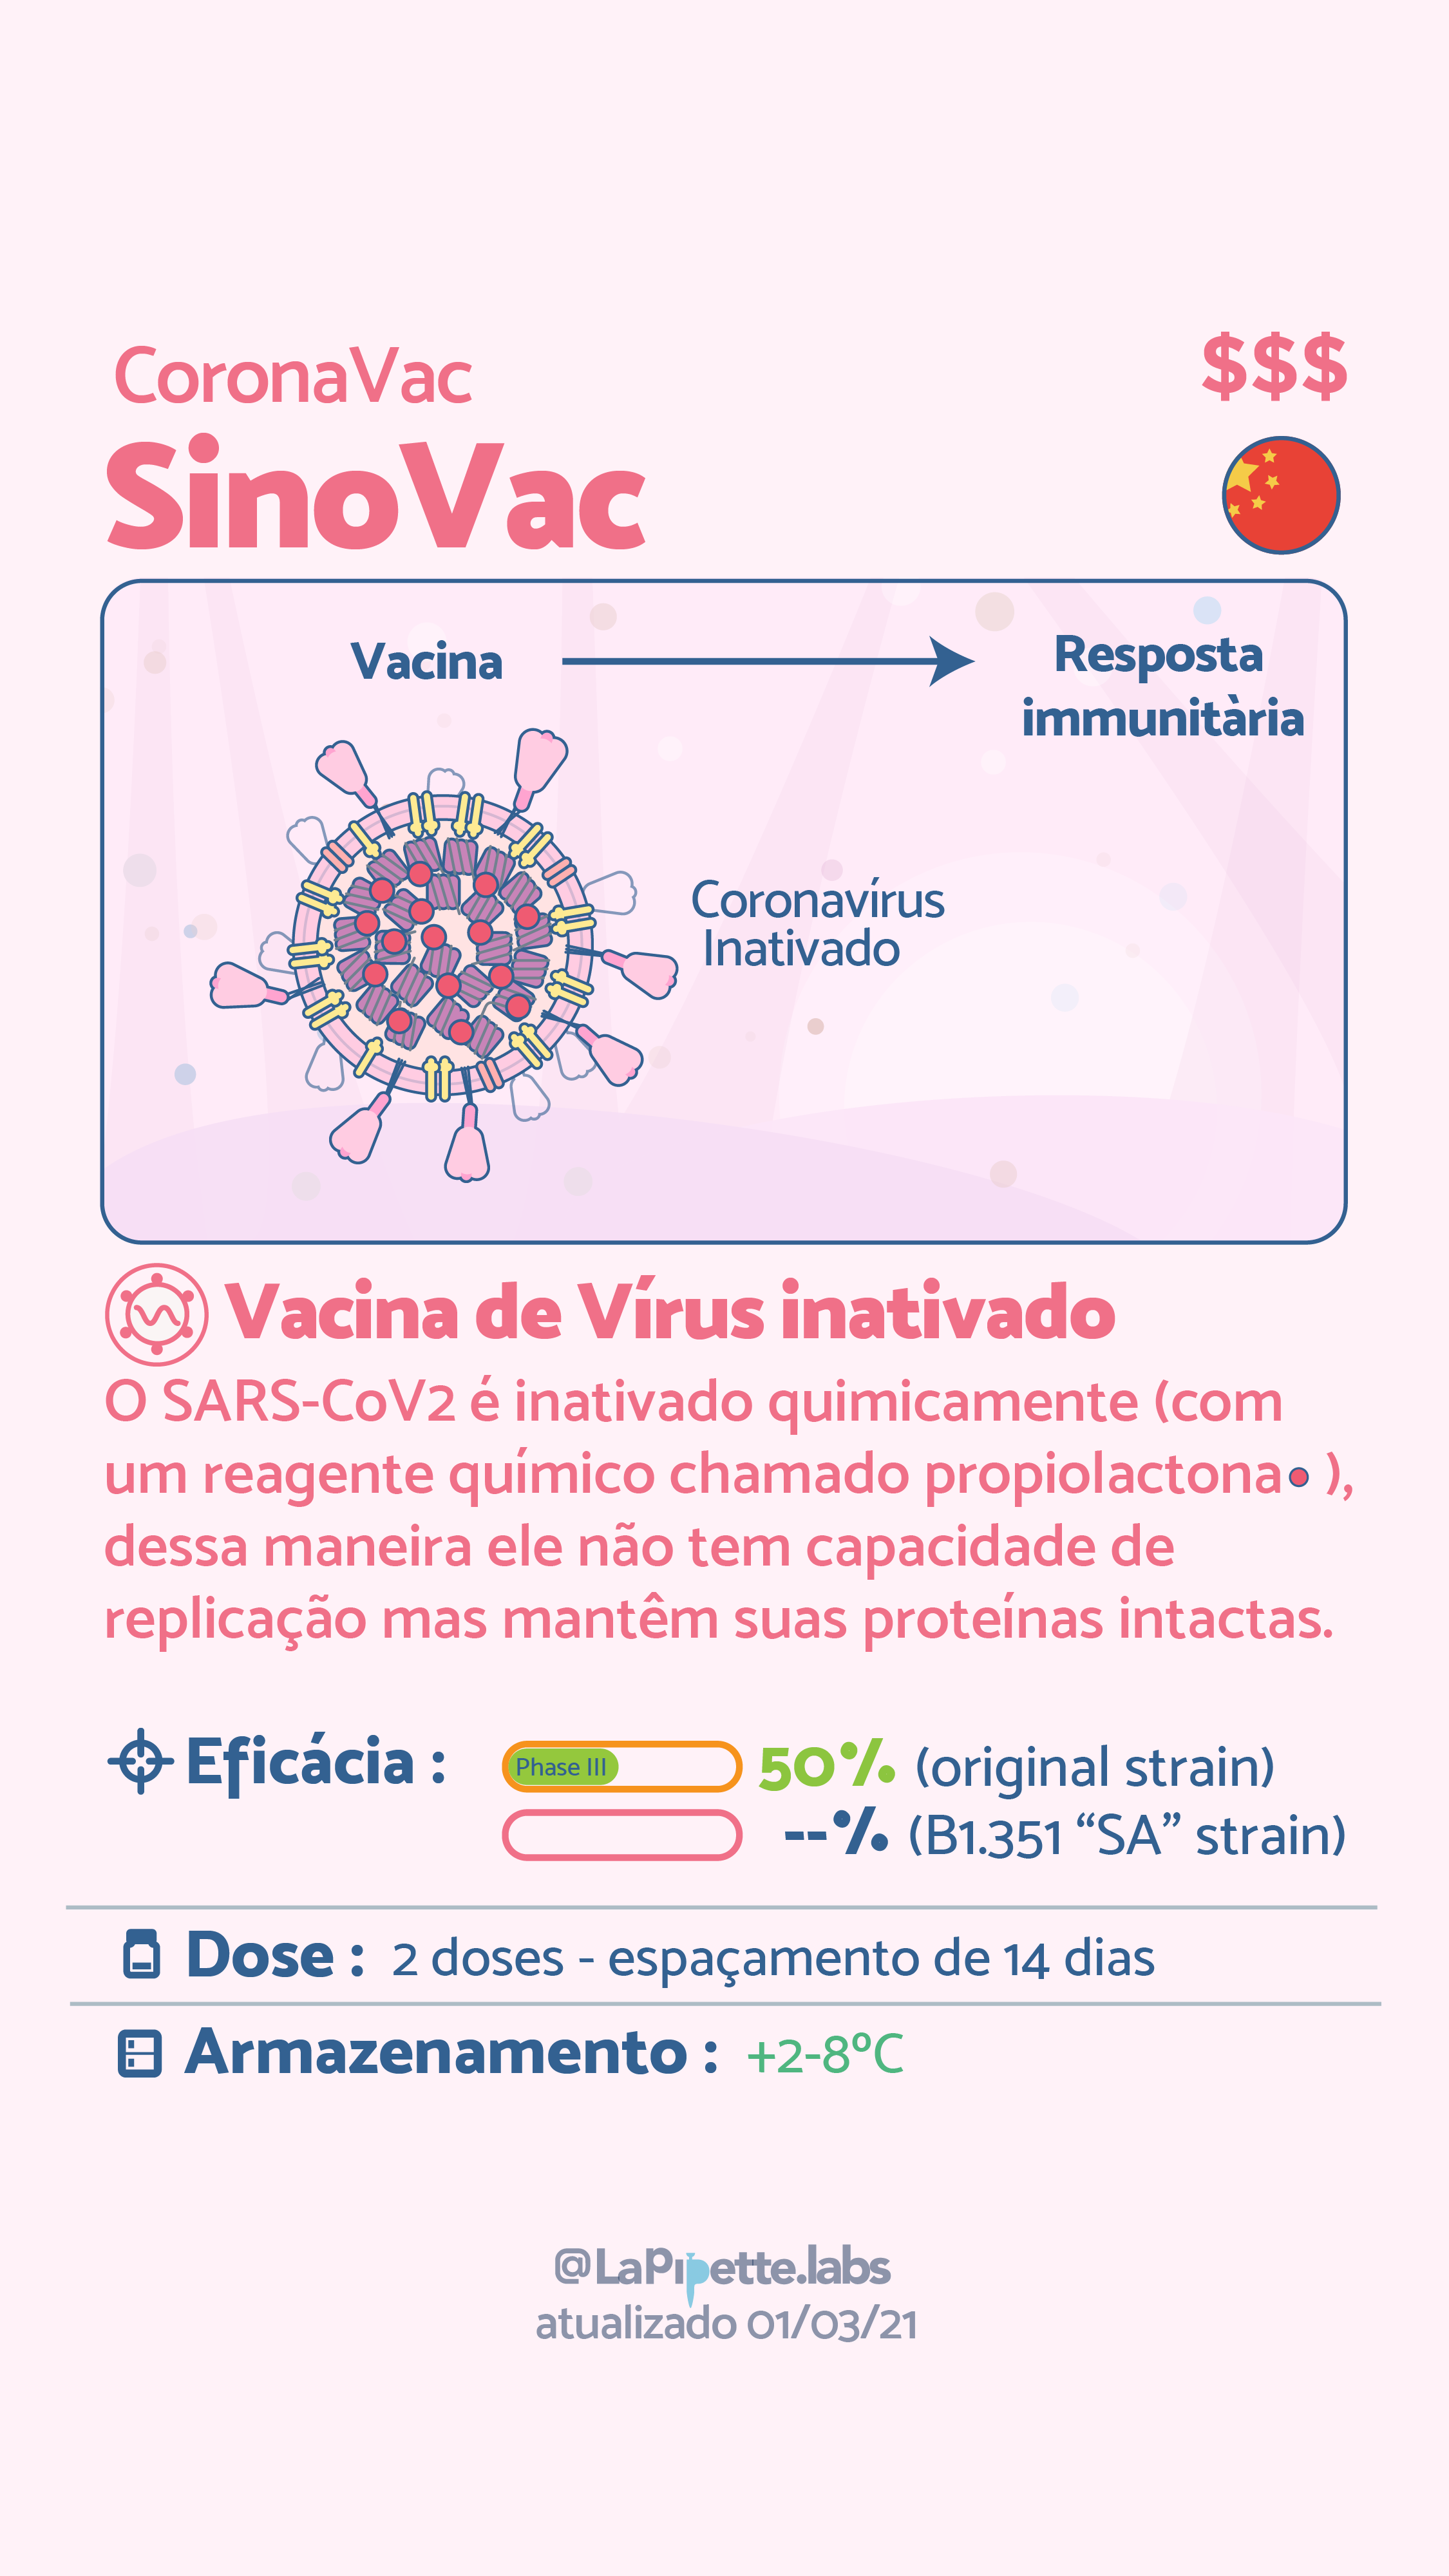 CoronaVac
$$$
SinoVac
Vacina
Resposta
immunitària
Coronavírus
Inativado
Vacina de Vírus inativado
O SARS-CoV2 é inativado quimicamente (com
um reagente químico chamado propiolactona ),
dessa maneira ele não tem capacidade de
replicação mas mantêm suas proteínas intactas.
Eficácia : Phase III 50% (original strain)
--% (B1.351 “SA” strain)
Dose : 2 doses - espaçamento de 14 dias
Armazenamento : +2-8ºC
@LaPipette.labs
atualizado 01/03/21